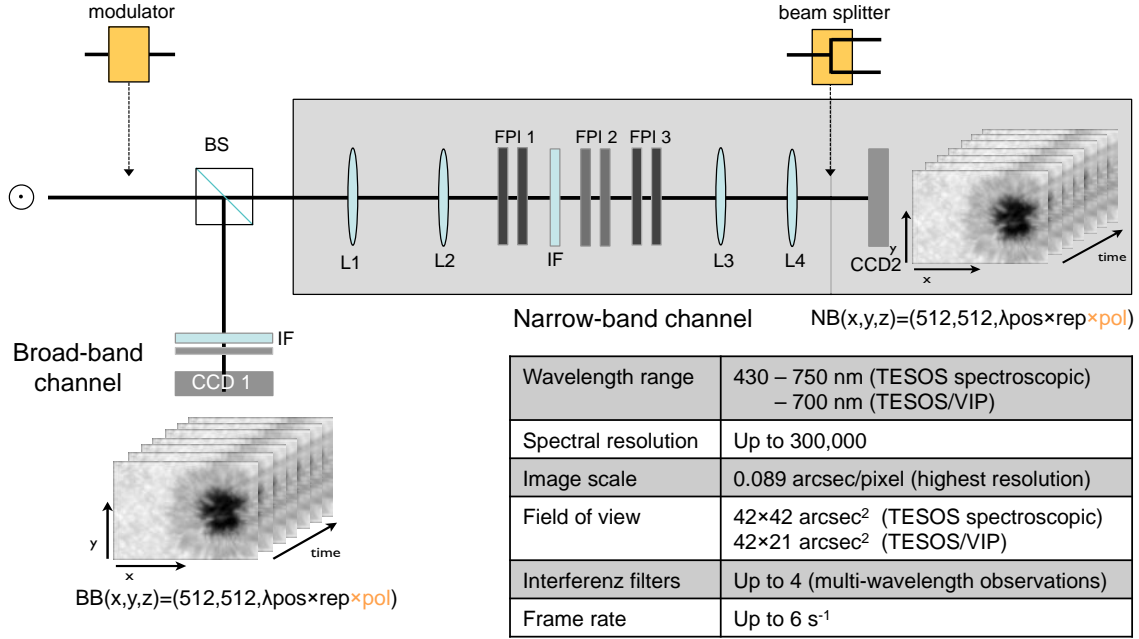 modulator
beam splitter
BS
FPI 1
FPI 2
FPI 3
L1
L2
IF
L3
L4
CCD2
y
x
time
Narrow-band channel
NB(x,y,z)=(512,512,λpos×rep×pol)
IF
Broad-band
channel
CCD 1
y
x
time
BB(x,y,z)=(512,512,λpos×rep×pol)
Wavelength range 430 – 750 nm (TESOS spectroscopic)
– 700 nm (TESOS/VIP)
Spectral resolution Up to 300,000
Image scale 0.089 arcsec/pixel (highest resolution)
Field of view 42×42 arcsec² (TESOS spectroscopic)
42×21 arcsec² (TESOS/VIP)
Interferenz filters Up to 4 (multi-wavelength observations)
Frame rate Up to 6 s⁻¹